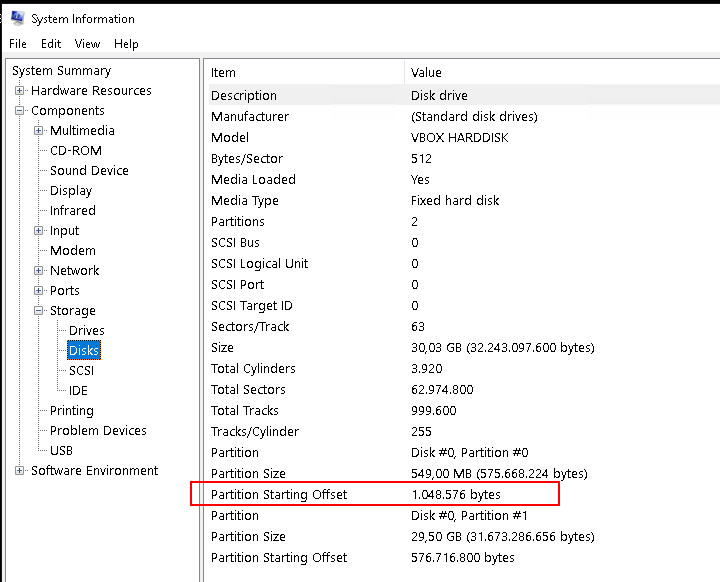 System Information
File Edit View Help
System Summary
Hardware Resources
Components
Multimedia
CD-ROM
Sound Device
Display
Infrared
Input
Modem
Network
Ports
Storage
Drives
Disks
SCSI
IDE
Printing
Problem Devices
USB
Software Environment
Item Value
Description Disk drive
Manufacturer (Standard disk drives)
Model VBOX HARDDISK
Bytes/Sector 512
Media Loaded Yes
Media Type Fixed hard disk
Partitions 2
SCSI Bus 0
SCSI Logical Unit 0
SCSI Port 0
SCSI Target ID 0
Sectors/Track 63
Size 30,03 GB (32.243.097.600 bytes)
Total Cylinders 3.920
Total Sectors 62.974.800
Total Tracks 999.600
Tracks/Cylinder 255
Partition Disk #0, Partition #0
Partition Size 549,00 MB (575.668.224 bytes)
Partition Starting Offset 1.048.576 bytes
Partition Disk #0, Partition #1
Partition Size 29,50 GB (31.673.286.656 bytes)
Partition Starting Offset 576.716.800 bytes